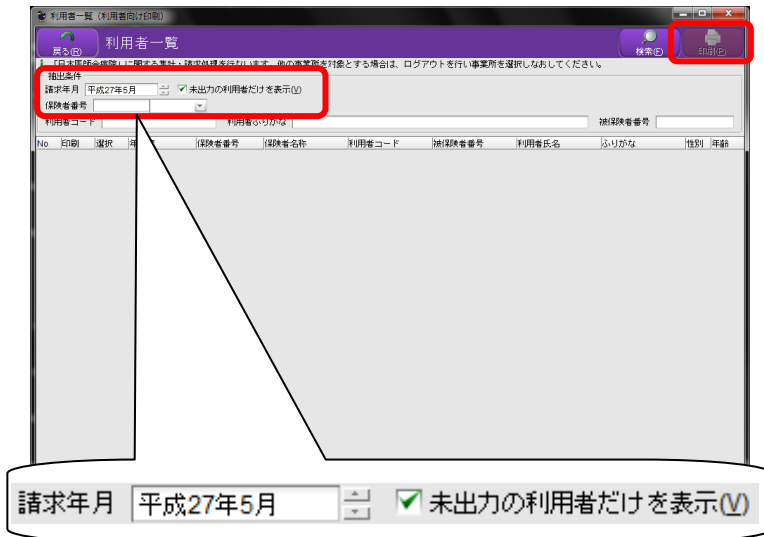 利用者一覧 (利用者向け印刷)
戻る(R) 利用者一覧 検索(E) 印刷(P)
「日本医師会病院」に関する集計・請求処理を行ないます。他の事業所を対象とする場合は、ログアウトを行い事業所を選択しなおしてください。
抽出条件
請求年月 平成27年5月 未出力の利用者だけを表示(V)
保険者番号
利用者コード 利用者ふりがな 被保険者番号
No 印刷 選択 保険者番号 保険者名称 利用者コード 被保険者番号 利用者氏名 ふりがな 性別 年齢
請求年月 平成27年5月 未出力の利用者だけを表示(V)